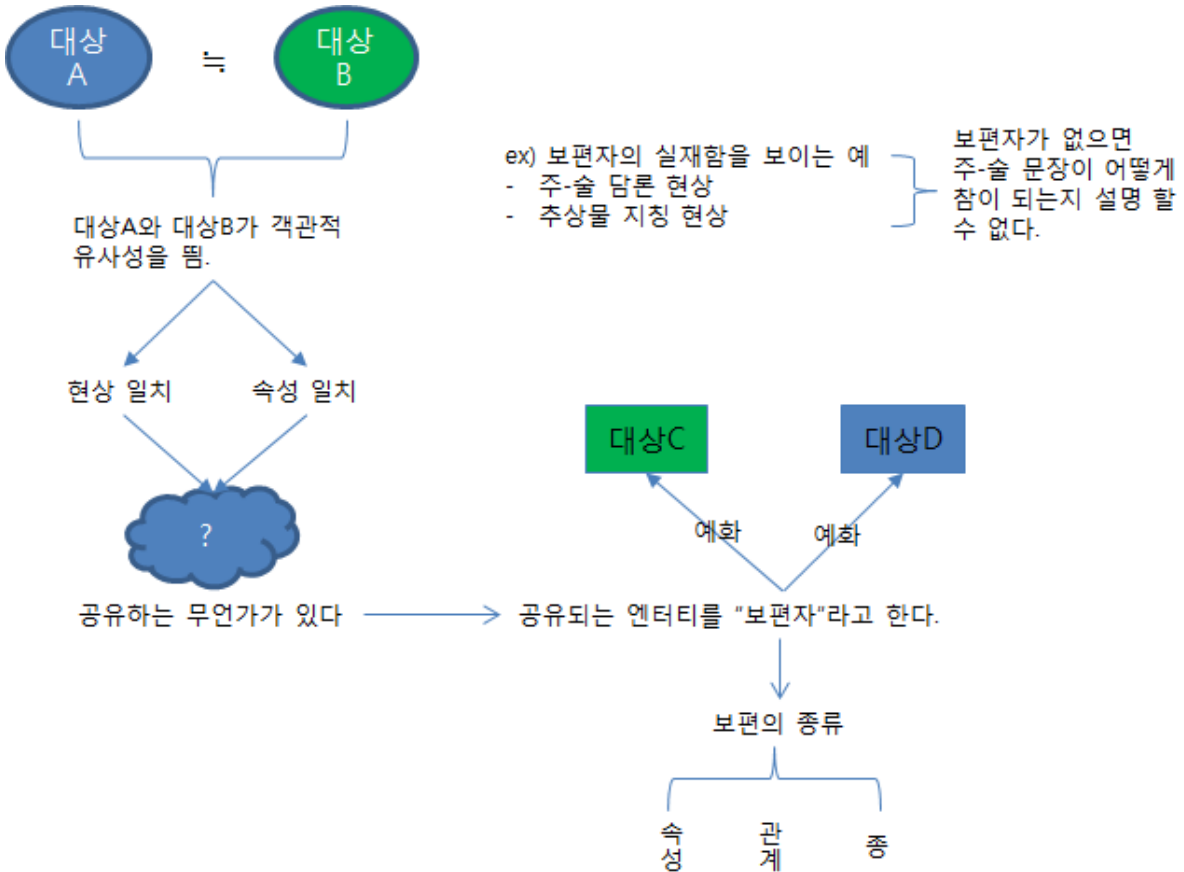 대상
A
≒
대상
B
대상A와 대상B가 객관적
유사성을 띔.
현상 일치
속성 일치
?
공유하는 무언가가 있다
ex) 보편자의 실재함을 보이는 예
- 주-술 담론 현상
- 추상물 지칭 현상
보편자가 없으면
주-술 문장이 어떻게
참이 되는지 설명 할
수 없다.
대상C
대상D
예화
예화
공유되는 엔터티를 "보편자"라고 한다.
보편의 종류
속성
관계
종